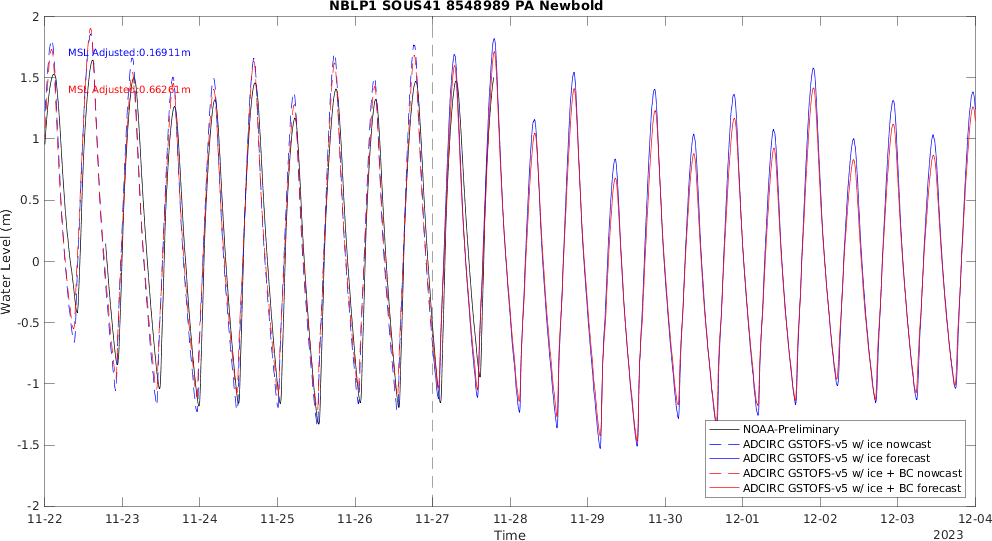 NBLP1 SOUS41 8548989 PA Newbold
2
1.5
1
0.5
0
-0.5
-1
-1.5
-2
Water Level (m)
MSL Adjusted:0.16911m
MSL Adjusted:0.66261m
NOAA-Preliminary
ADCIRC GSTOFS-v5 w/ ice nowcast
ADCIRC GSTOFS-v5 w/ ice forecast
ADCIRC GSTOFS-v5 w/ ice + BC nowcast
ADCIRC GSTOFS-v5 w/ ice + BC forecast
11-22 11-23 11-24 11-25 11-26 11-27 11-28 11-29 11-30 12-01 12-02 12-03 12-04
Time
2023